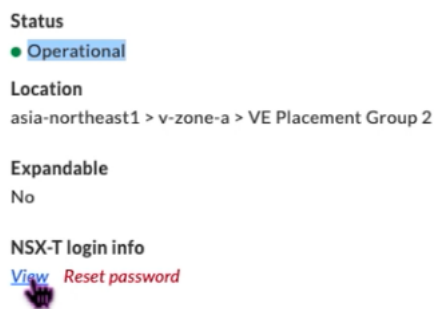 Status
Operational
Location
asia-northeast1 > v-zone-a > VE Placement Group 2
Expandable
No
NSX-T login info
View Reset password